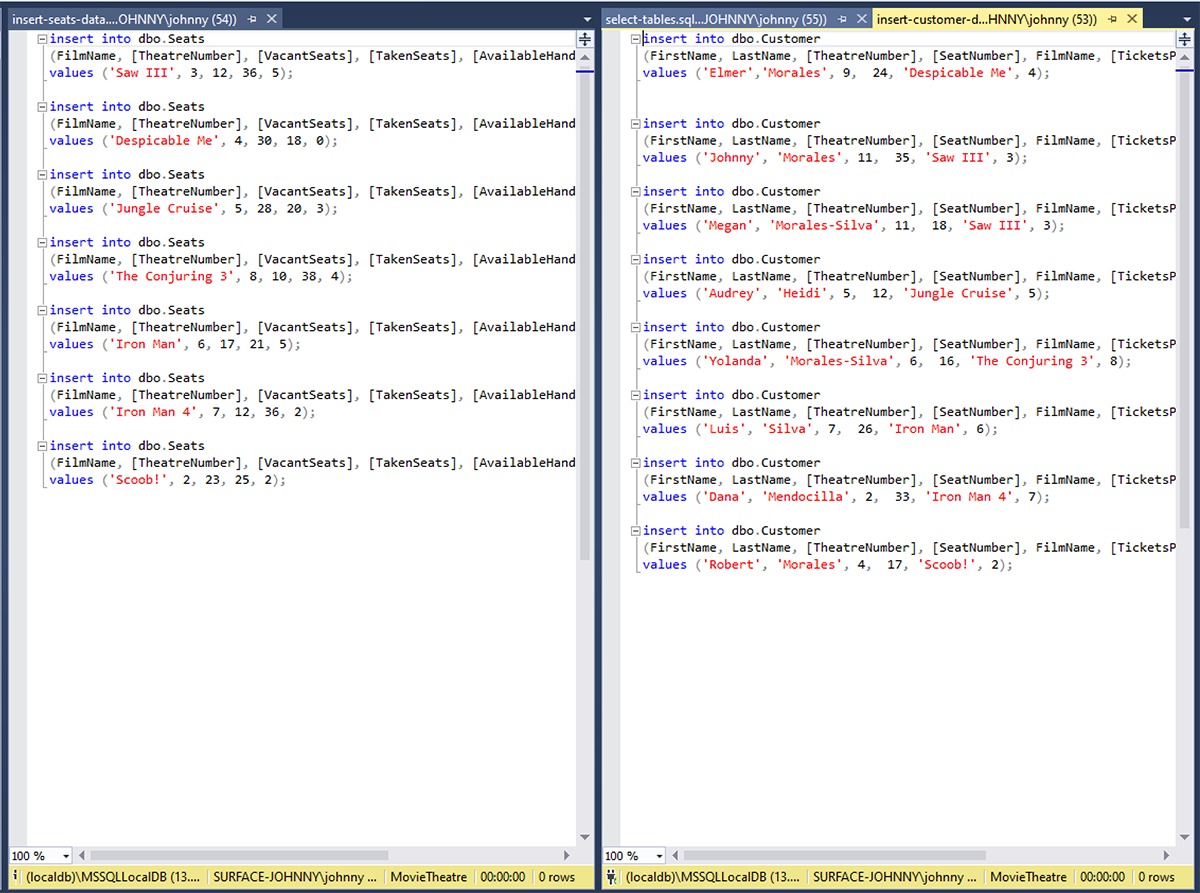 insert-seats-data....OHNNY\johnny (54))
insert into dbo.Seats
(FilmName, [TheatreNumber], [VacantSeats], [TakenSeats], [AvailableHand
values ('Saw III', 3, 12, 36, 5);
insert into dbo.Seats
(FilmName, [TheatreNumber], [VacantSeats], [TakenSeats], [AvailableHand
values ('Despicable Me', 4, 30, 18, 0);
insert into dbo.Seats
(FilmName, [TheatreNumber], [VacantSeats], [TakenSeats], [AvailableHand
values ('Jungle Cruise', 5, 28, 20, 3);
insert into dbo.Seats
(FilmName, [TheatreNumber], [VacantSeats], [TakenSeats], [AvailableHand
values ('The Conjuring 3', 8, 10, 38, 4);
insert into dbo.Seats
(FilmName, [TheatreNumber], [VacantSeats], [TakenSeats], [AvailableHand
values ('Iron Man', 6, 17, 21, 5);
insert into dbo.Seats
(FilmName, [TheatreNumber], [VacantSeats], [TakenSeats], [AvailableHand
values ('Iron Man 4', 7, 12, 36, 2);
insert into dbo.Seats
(FilmName, [TheatreNumber], [VacantSeats], [TakenSeats], [AvailableHand
values ('Scoob!', 2, 23, 25, 2);
100 %
(localdb)\MSSQLLocalDB (13.... SURFACE-JOHNNY\johnny ... MovieTheatre 00:00:00 0 rows
select-tables.sql...JOHNNY\johnny (55)) insert-customer-d...HNNY\johnny (53))
insert into dbo.Customer
(FirstName, LastName, [TheatreNumber], [SeatNumber], FilmName, [TicketsP
values ('Elmer','Morales', 9,  24, 'Despicable Me', 4);
insert into dbo.Customer
(FirstName, LastName, [TheatreNumber], [SeatNumber], FilmName, [TicketsP
values ('Johnny', 'Morales', 11,  35, 'Saw III', 3);
insert into dbo.Customer
(FirstName, LastName, [TheatreNumber], [SeatNumber], FilmName, [TicketsP
values ('Megan', 'Morales-Silva', 11,  18, 'Saw III', 3);
insert into dbo.Customer
(FirstName, LastName, [TheatreNumber], [SeatNumber], FilmName, [TicketsP
values ('Audrey', 'Heidi', 5,  12, 'Jungle Cruise', 5);
insert into dbo.Customer
(FirstName, LastName, [TheatreNumber], [SeatNumber], FilmName, [TicketsP
values ('Yolanda', 'Morales-Silva', 6,  16, 'The Conjuring 3', 8);
insert into dbo.Customer
(FirstName, LastName, [TheatreNumber], [SeatNumber], FilmName, [TicketsP
values ('Luis', 'Silva', 7,  26, 'Iron Man', 6);
insert into dbo.Customer
(FirstName, LastName, [TheatreNumber], [SeatNumber], FilmName, [TicketsP
values ('Dana', 'Mendocilla', 2,  33, 'Iron Man 4', 7);
insert into dbo.Customer
(FirstName, LastName, [TheatreNumber], [SeatNumber], FilmName, [TicketsP
values ('Robert', 'Morales', 4,  17, 'Scoob!', 2);
100 %
(localdb)\MSSQLLocalDB (13.... SURFACE-JOHNNY\johnny ... MovieTheatre 00:00:00 0 rows